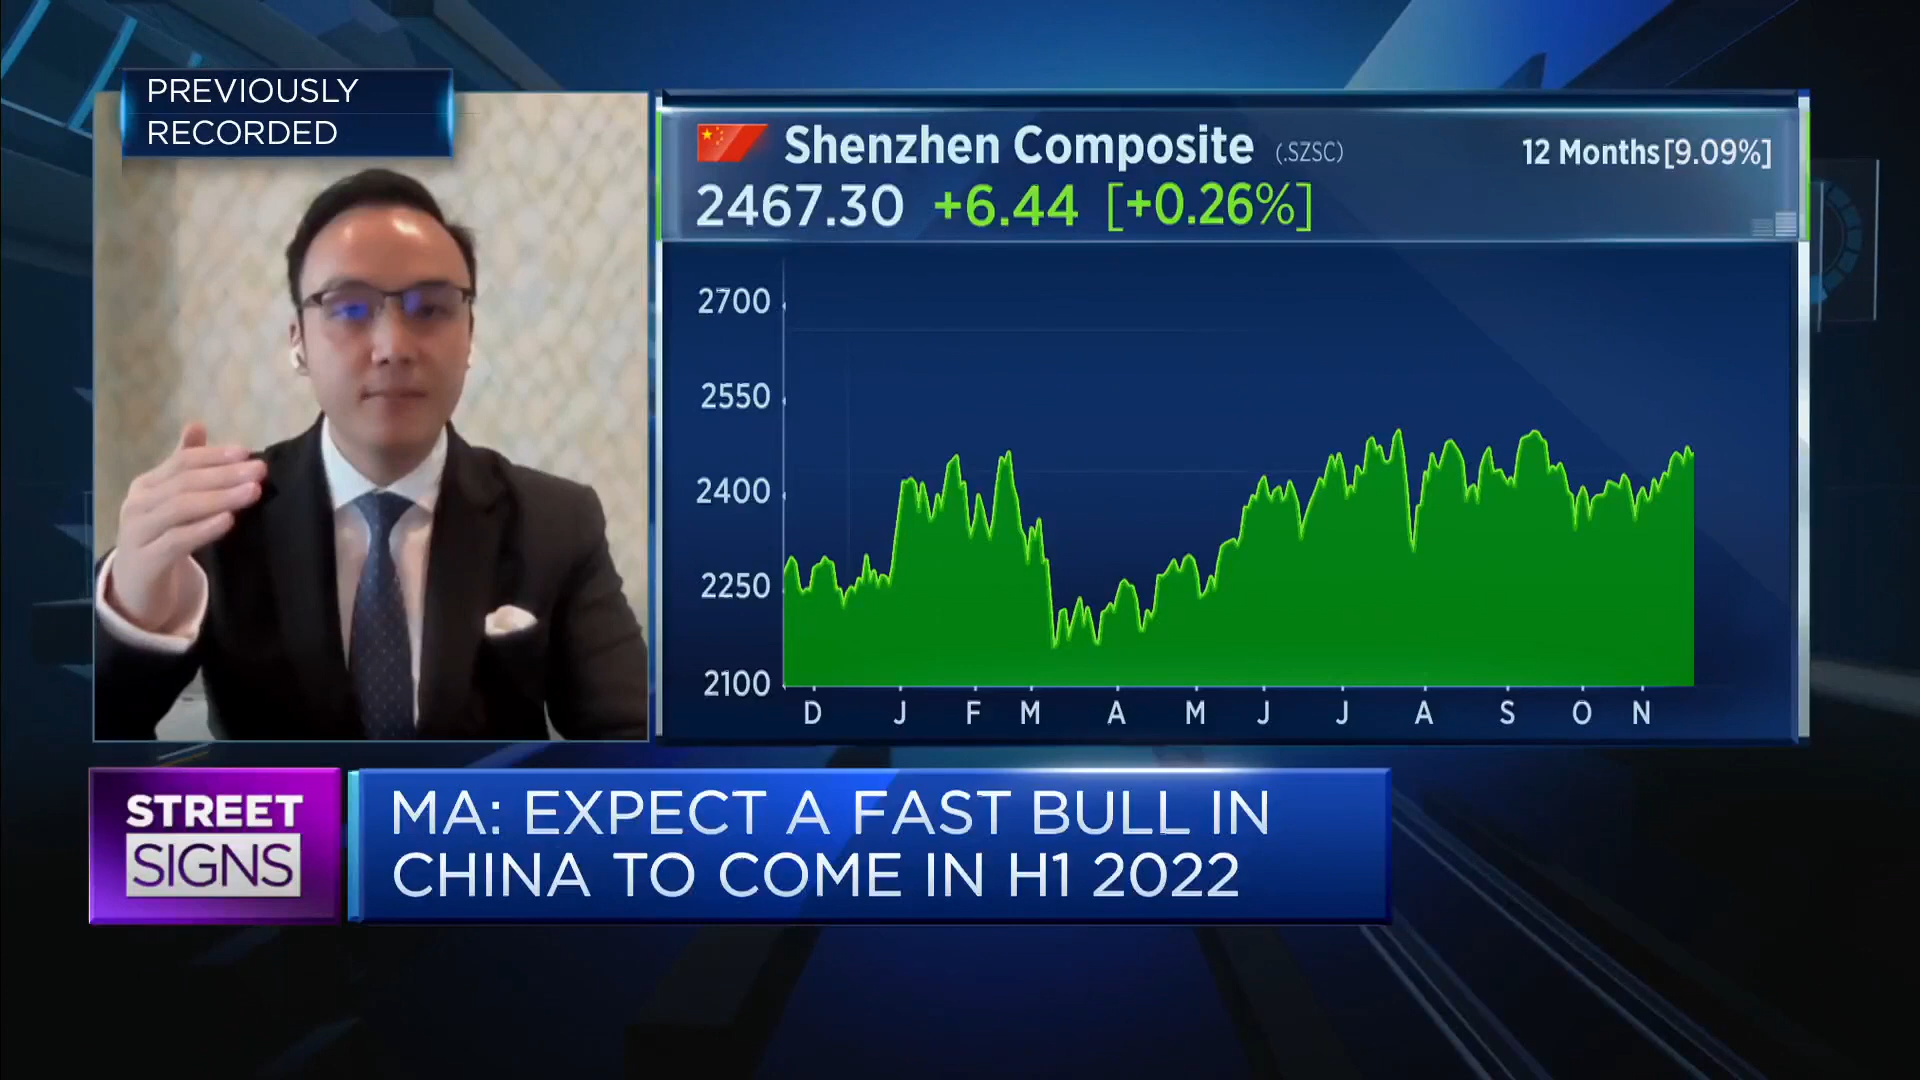 PREVIOUSLY
RECORDED
Shenzhen Composite (.SZSC) 12 Months[9.09%]
2467.30 +6.44 [+0.26%]
2700
2550
2400
2250
2100
D J F M A M J J A S O N
STREET
SIGNS
MA: EXPECT A FAST BULL IN
CHINA TO COME IN H1 2022